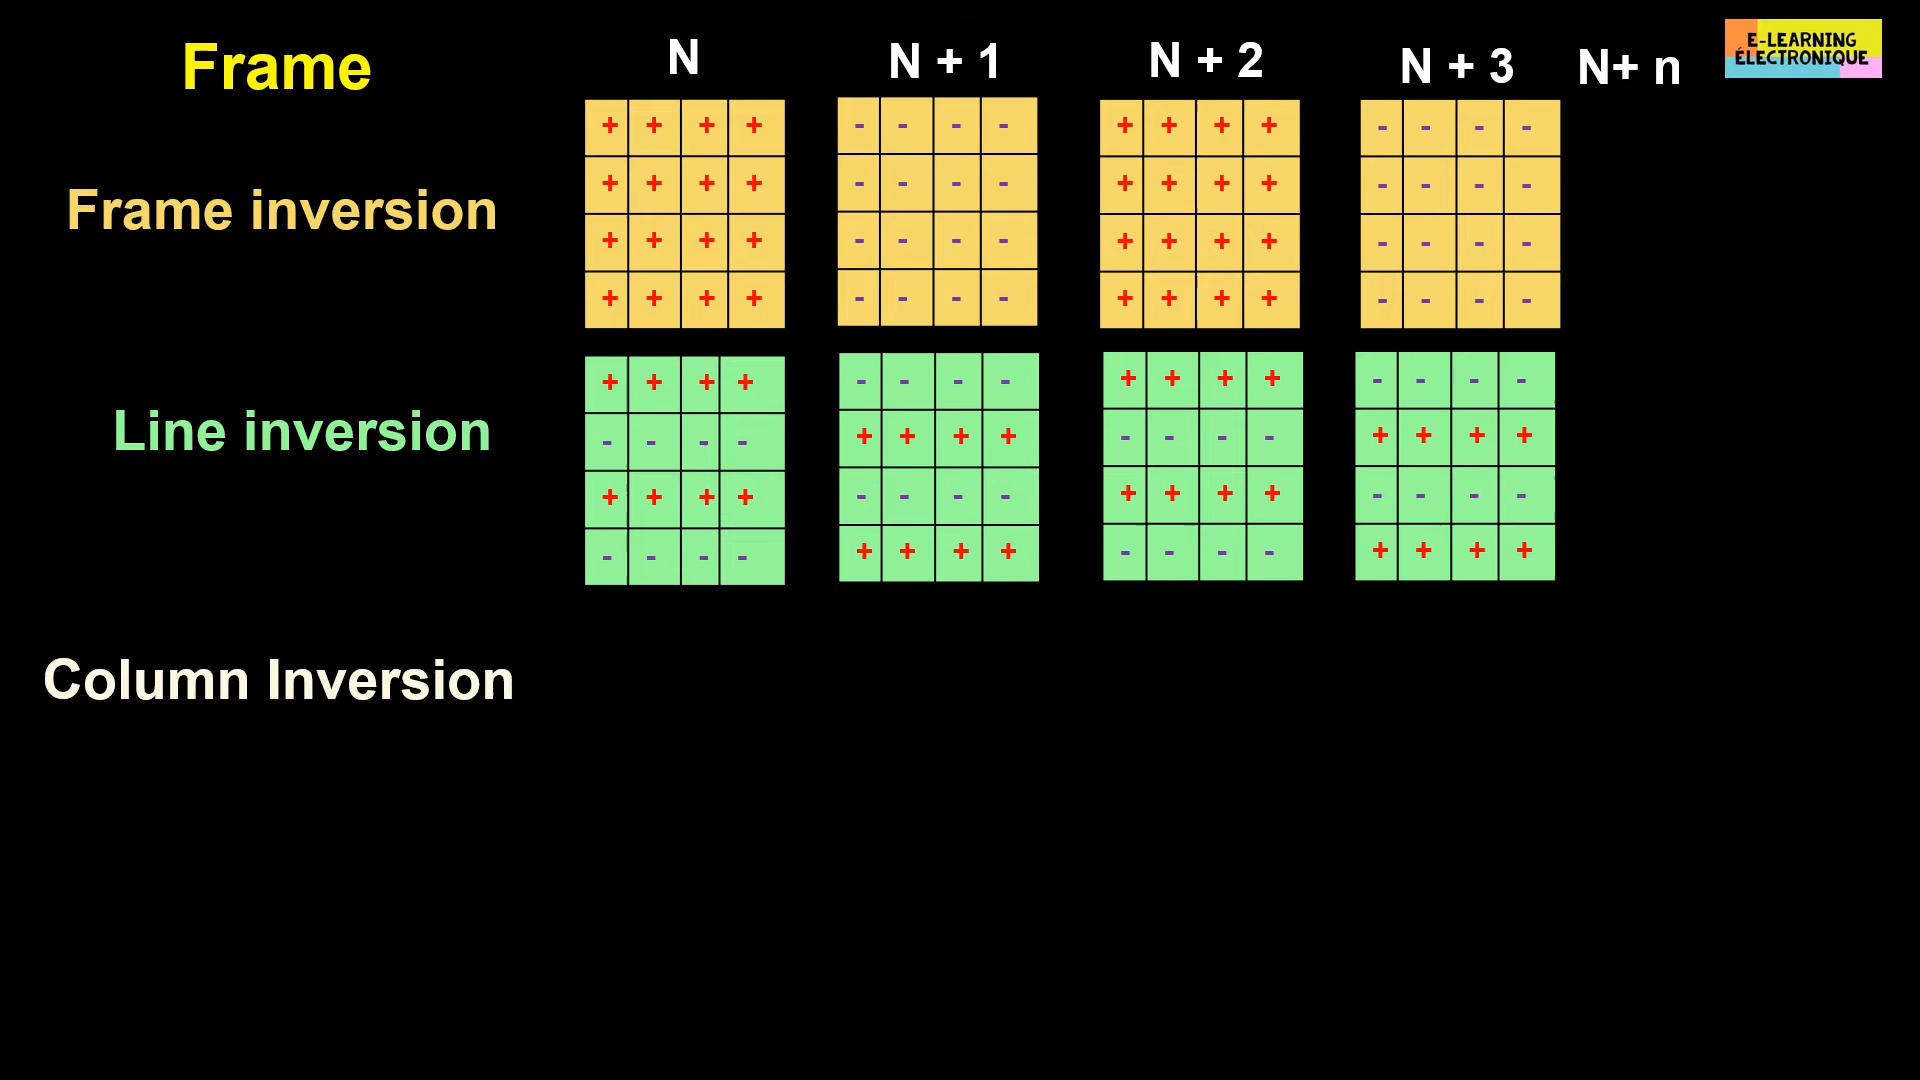 Frame N N + 1 N + 2 N + 3 N+ n
E-LEARNING
ÉLECTRONIQUE
Frame inversion
+ + + + - - - - + + + + - - - -
+ + + + - - - - + + + + - - - -
+ + + + - - - - + + + + - - - -
+ + + + - - - - + + + + - - - -
Line inversion
+ + + + - - - - + + + + - - - -
- - - - + + + + - - - - + + + +
+ + + + - - - - + + + + - - - -
- - - - + + + + - - - - + + + +
Column Inversion